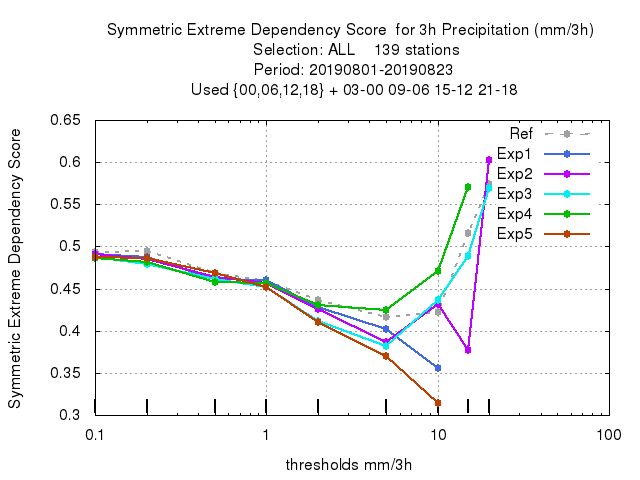 Symmetric Extreme Dependency Score  for 3h Precipitation (mm/3h)
Selection: ALL    139 stations
Period: 20190801-20190823
Used {00,06,12,18} + 03-00 09-06 15-12 21-18
Symmetric Extreme Dependency Score
0.65
0.6
0.55
0.5
0.45
0.4
0.35
0.3
Ref
Exp1
Exp2
Exp3
Exp4
Exp5
0.1
1
10
100
thresholds mm/3h